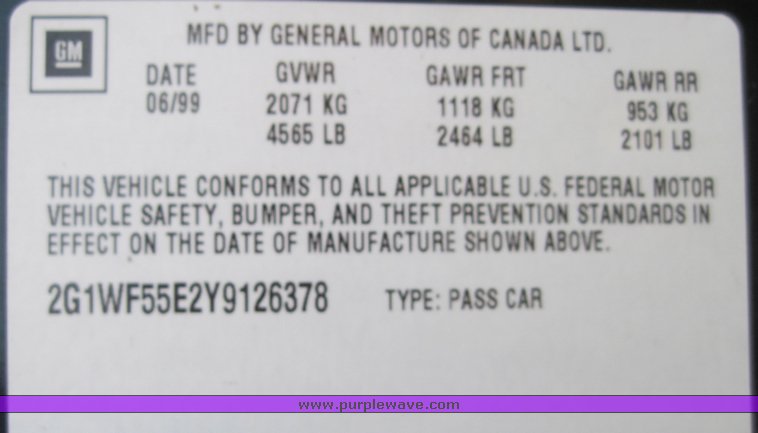 MFD BY GENERAL MOTORS OF CANADA LTD.
GM
DATE GVWR GAWR FRT GAWR RR
06/99 2071 KG 1118 KG 953 KG
4565 LB 2464 LB 2101 LB
THIS VEHICLE CONFORMS TO ALL APPLICABLE U.S. FEDERAL MOTOR
VEHICLE SAFETY, BUMPER, AND THEFT PREVENTION STANDARDS IN
EFFECT ON THE DATE OF MANUFACTURE SHOWN ABOVE.
2G1WF55E2Y9126378 TYPE: PASS CAR
www.purplewave.com